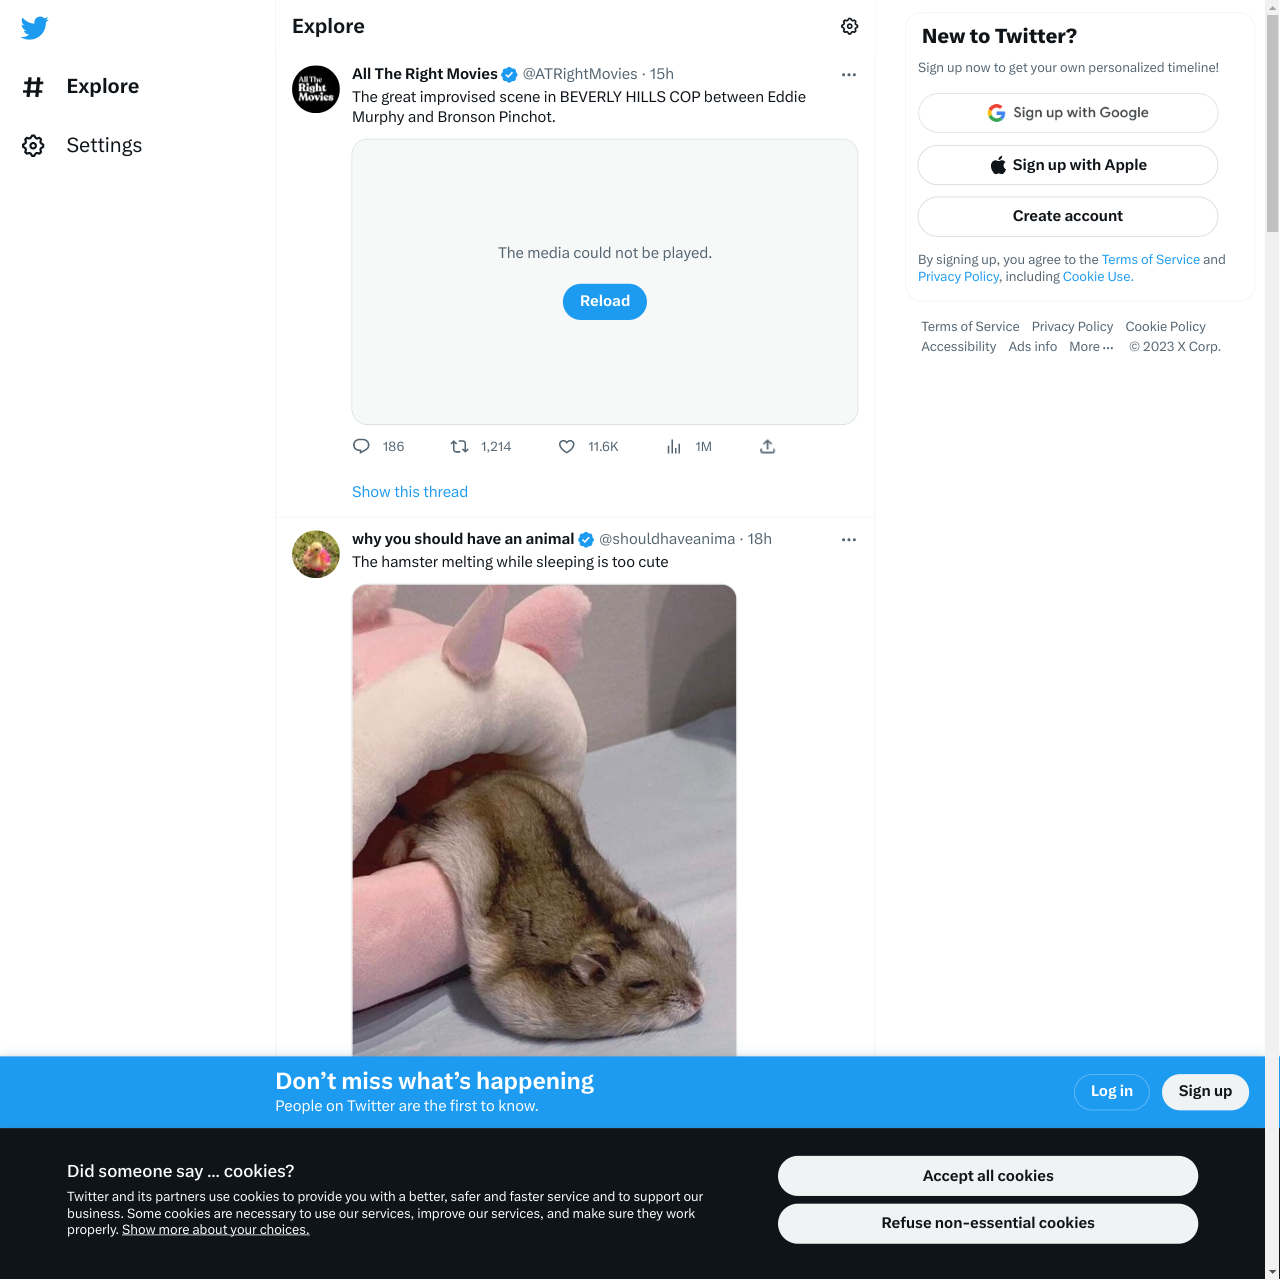 Explore
Settings
Explore
All The Right Movies @ATRightMovies · 15h
All The
Right
Movies
The great improvised scene in BEVERLY HILLS COP between Eddie
Murphy and Bronson Pinchot.
The media could not be played.
Reload
186 1,214 11.6K 1M
Show this thread
why you should have an animal @shouldhaveanima · 18h
The hamster melting while sleeping is too cute
New to Twitter?
Sign up now to get your own personalized timeline!
Sign up with Google
Sign up with Apple
Create account
By signing up, you agree to the Terms of Service and
Privacy Policy, including Cookie Use.
Terms of Service Privacy Policy Cookie Policy
Accessibility Ads info More ··· © 2023 X Corp.
Don’t miss what’s happening
People on Twitter are the first to know.
Log in
Sign up
Did someone say … cookies?
Twitter and its partners use cookies to provide you with a better, safer and faster service and to support our
business. Some cookies are necessary to use our services, improve our services, and make sure they work
properly. Show more about your choices.
Accept all cookies
Refuse non-essential cookies